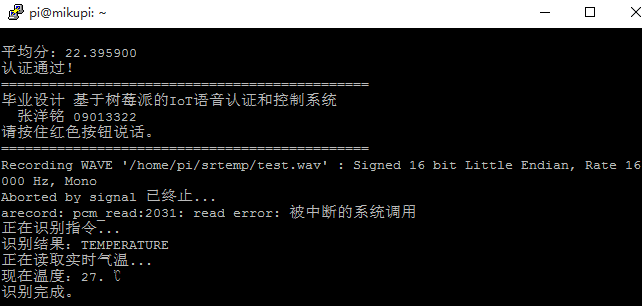 pi@mikupi: ~
平均分: 22.395900
认证通过!
==============================================
毕业设计 基于树莓派的IoT语音认证和控制系统
张洋铭 09013322
请按住红色按钮说话。
==============================================
Recording WAVE '/home/pi/srtemp/test.wav' : Signed 16 bit Little Endian, Rate 16
000 Hz, Mono
Aborted by signal 已终止...
arecord: pcm_read:2031: read error: 被中断的系统调用
正在识别指令...
识别结果: TEMPERATURE
正在读取实时气温...
现在温度: 27. ℃
识别完成。